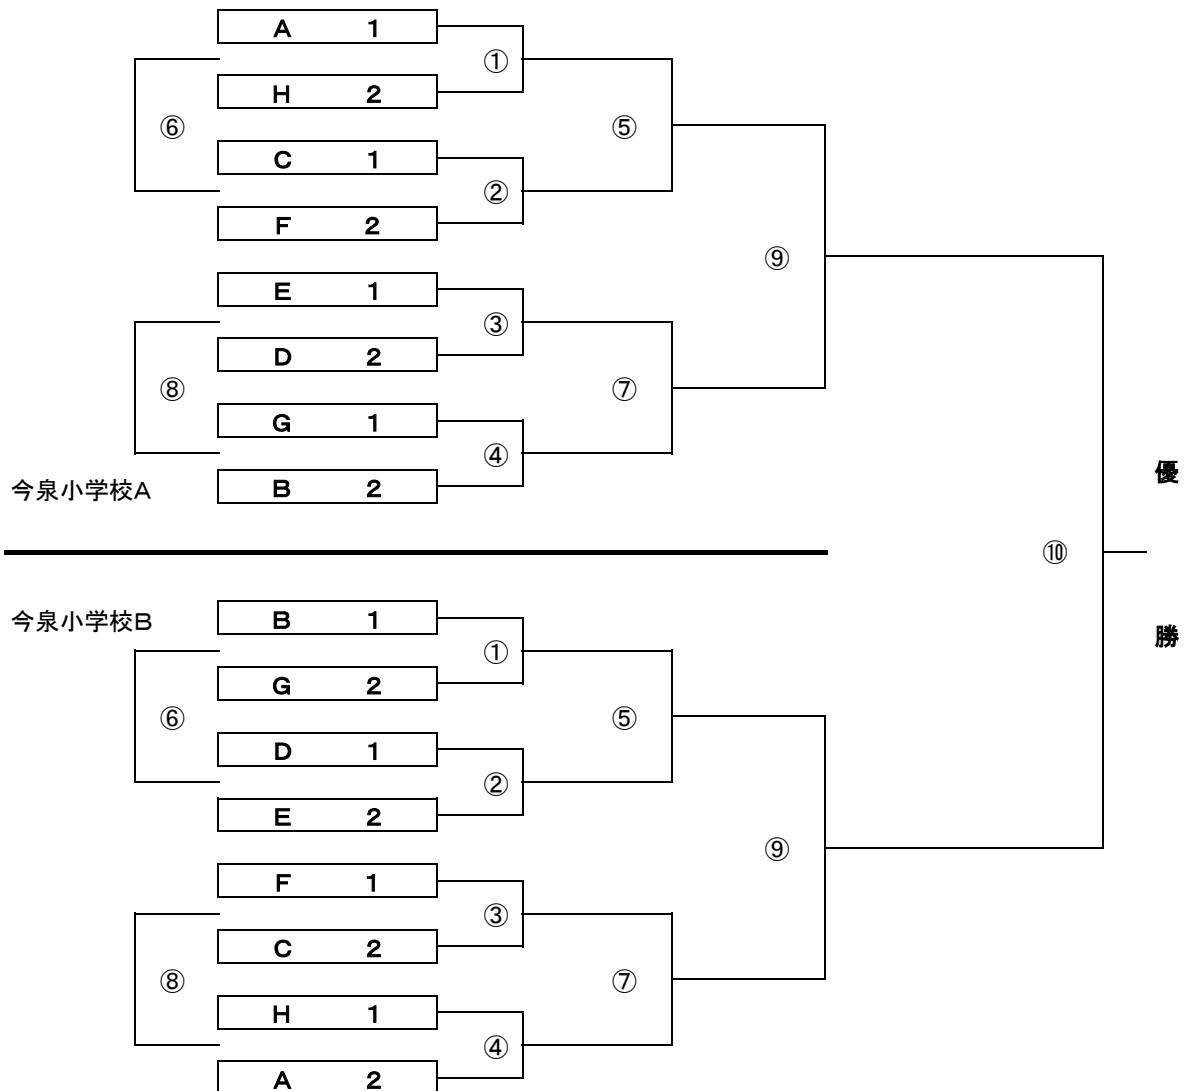 A 1
①
H 2
⑥ ⑤
C 1
②
F 2
⑨
E 1
③
D 2
⑧ ⑦
G 1
④
今泉小学校A B 2
優
⑩
今泉小学校B B 1
勝
①
G 2
⑥ ⑤
D 1
②
E 2
⑨
F 1
③
C 2
⑧ ⑦
H 1
④
A 2